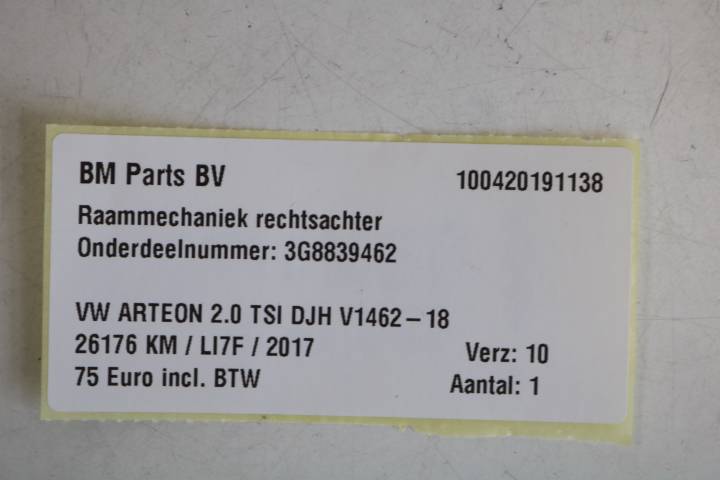 BM Parts BV 100420191138
Raammechaniek rechtsachter
Onderdeelnummer: 3G8839462
VW ARTEON 2.0 TSI DJH V1462-18
26176 KM / LI7F / 2017 Verz: 10
75 Euro incl. BTW Aantal: 1